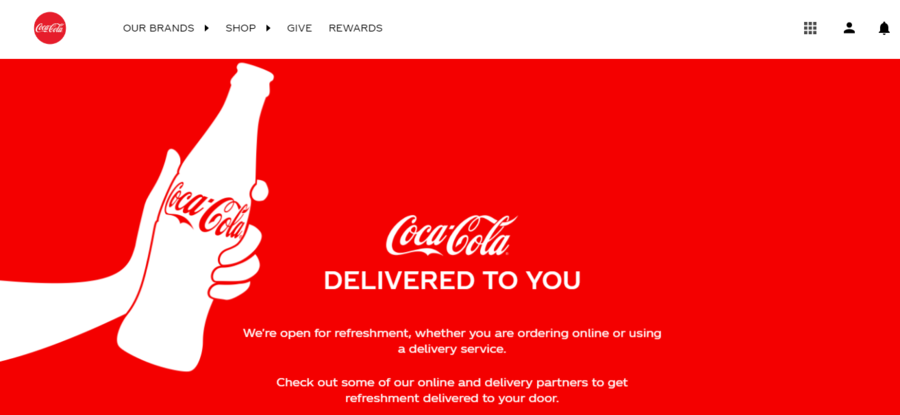 Coca-Cola
OUR BRANDS
SHOP
GIVE
REWARDS
Coca-Cola
Coca-Cola
DELIVERED TO YOU
We're open for refreshment, whether you are ordering online or using
a delivery service.
Check out some of our online and delivery partners to get
refreshment delivered to your door.